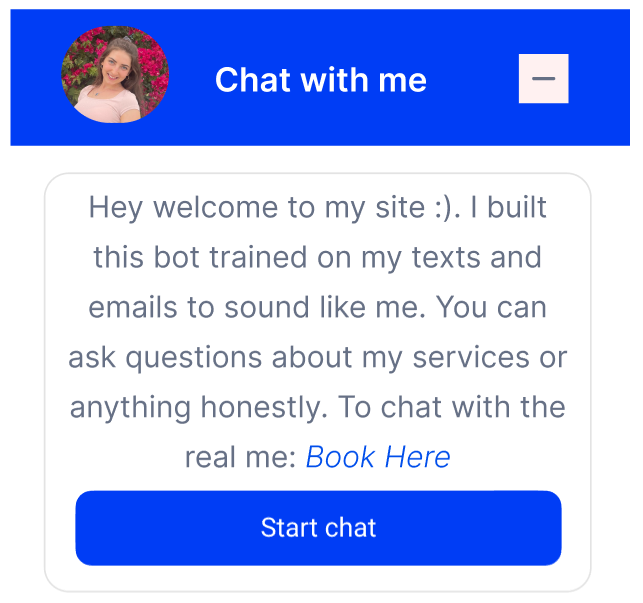 Chat with me
Hey welcome to my site :). I built
this bot trained on my texts and
emails to sound like me. You can
ask questions about my services or
anything honestly. To chat with the
real me: Book Here
Start chat